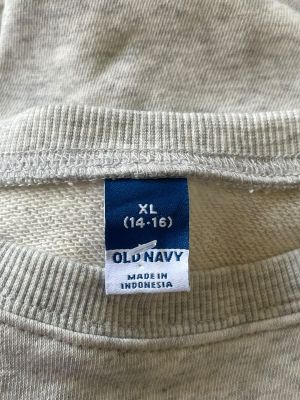 XL
(14-16)
OLD NAVY
MADE IN
INDONESIA